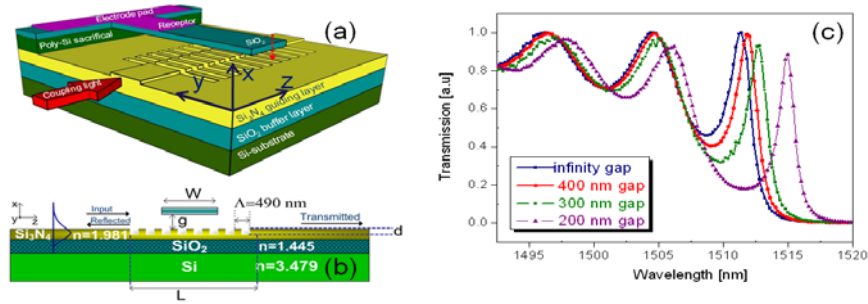 (a)
Electrode pad
Receptor
Poly-Si sacrifical
SiO₂
Coupling light
x
y
z
Si₃N₄ guiding layer
SiO₂ buffer layer
Si-substrate
(b)
x
y z
Input
Reflected
W
g
Λ=490 nm
Transmitted
d
Si₃N₄ n=1.981
SiO₂ n=1.445
Si n=3.479
L
(c)
Transmission [a.u]
1.0
0.8
0.6
0.4
0.2
0.0
infinity gap
400 nm gap
300 nm gap
200 nm gap
1495 1500 1505 1510 1515 1520
Wavelength [nm]